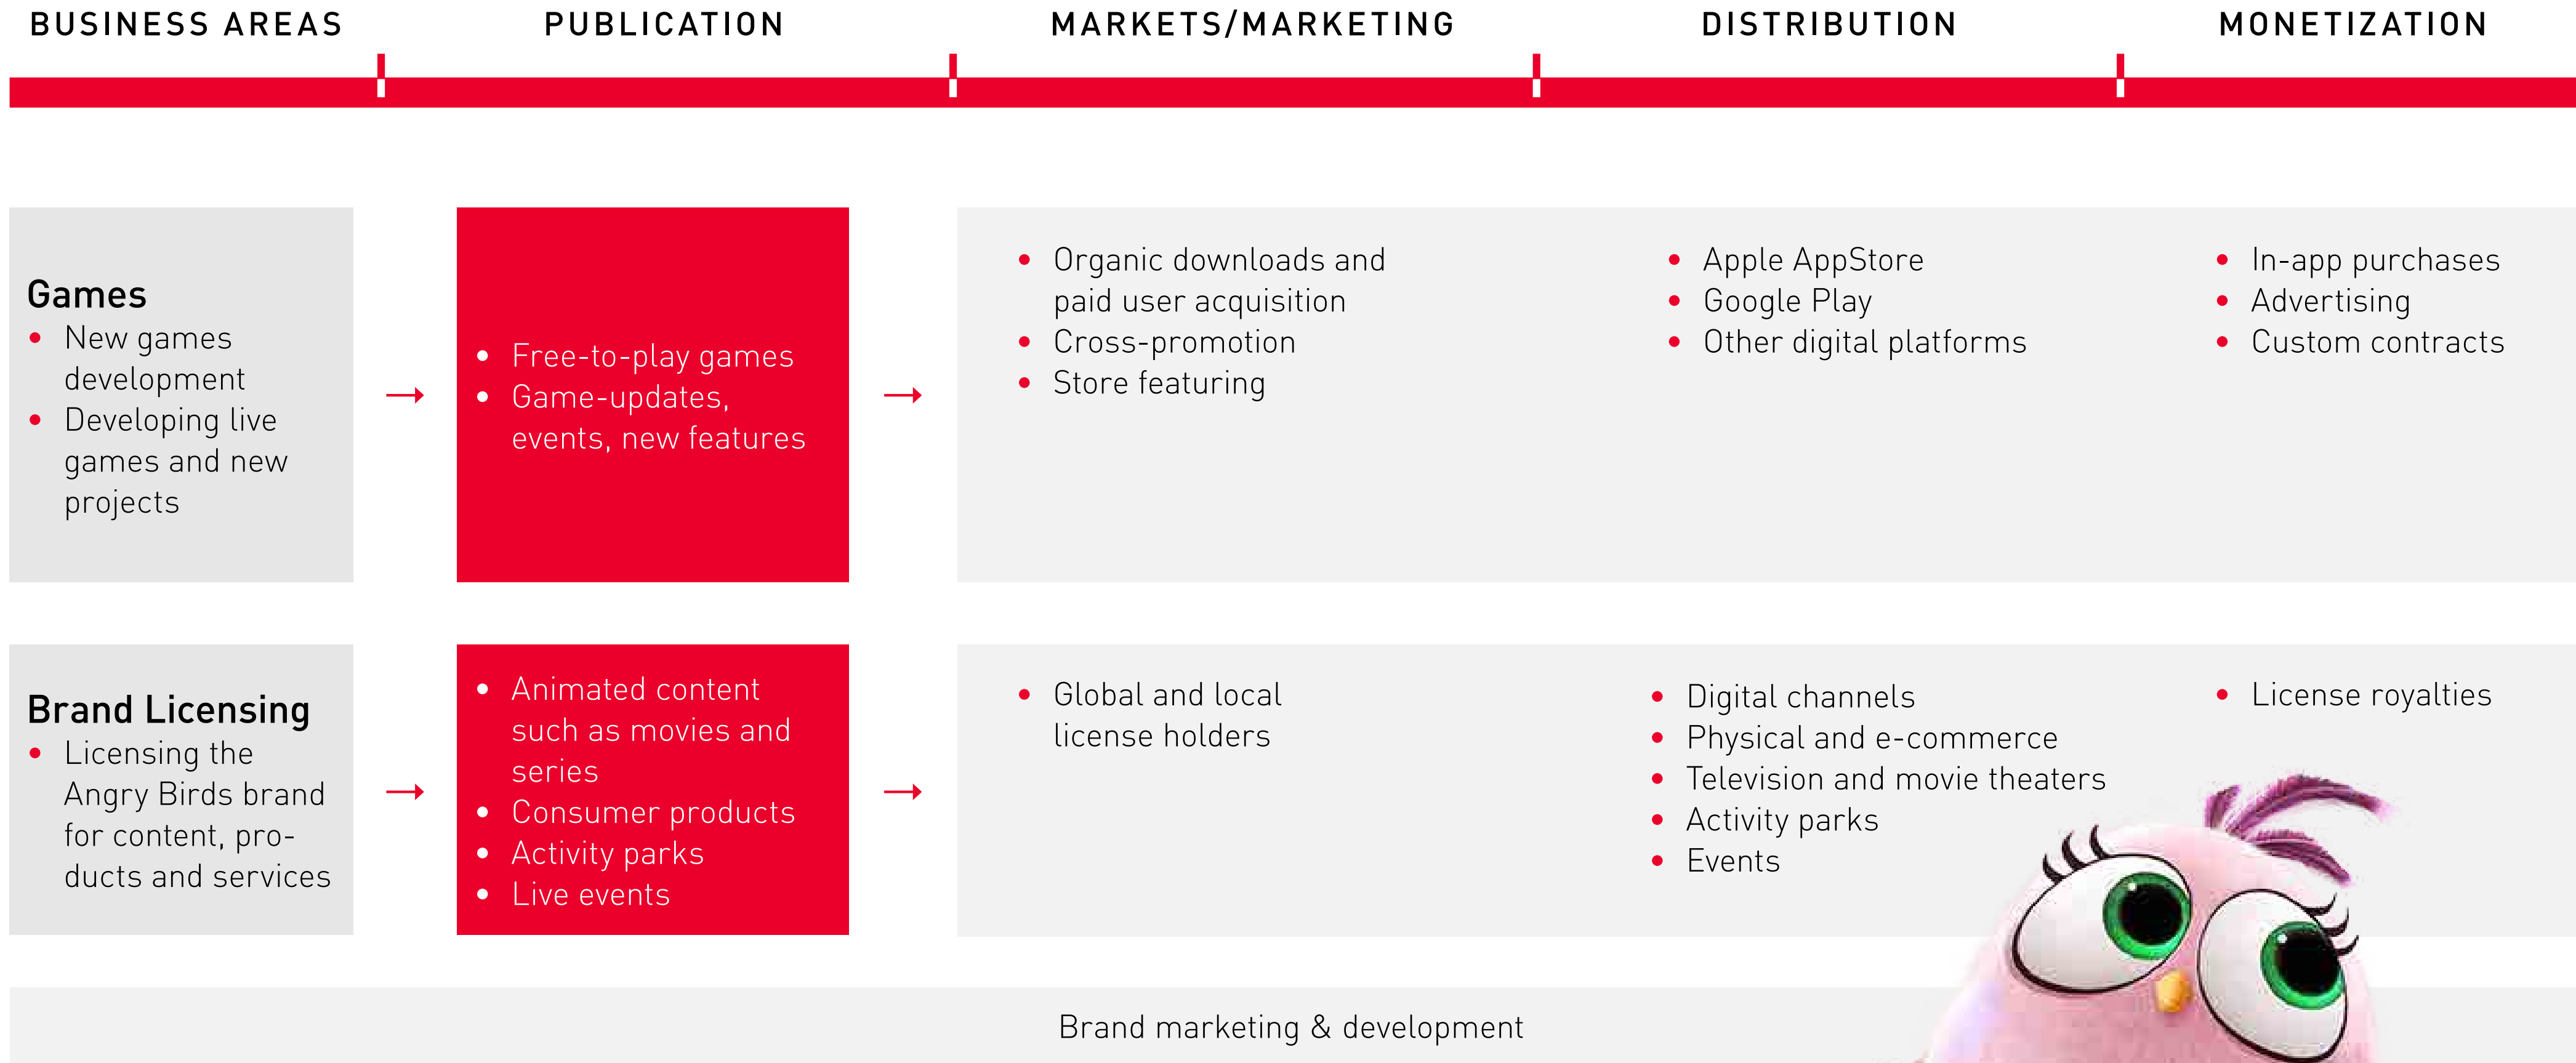 BUSINESS AREAS
PUBLICATION
MARKETS/MARKETING
DISTRIBUTION
MONETIZATION
Games
• New games
development
• Developing live
games and new
projects
• Free-to-play games
• Game-updates,
events, new features
• Organic downloads and
paid user acquisition
• Cross-promotion
• Store featuring
• Apple AppStore
• Google Play
• Other digital platforms
• In-app purchases
• Advertising
• Custom contracts
Brand Licensing
• Licensing the
Angry Birds brand
for content, pro-
ducts and services
• Animated content
such as movies and
series
• Consumer products
• Activity parks
• Live events
• Global and local
license holders
• Digital channels
• Physical and e-commerce
• Television and movie theaters
• Activity parks
• Events
• License royalties
Brand marketing & development